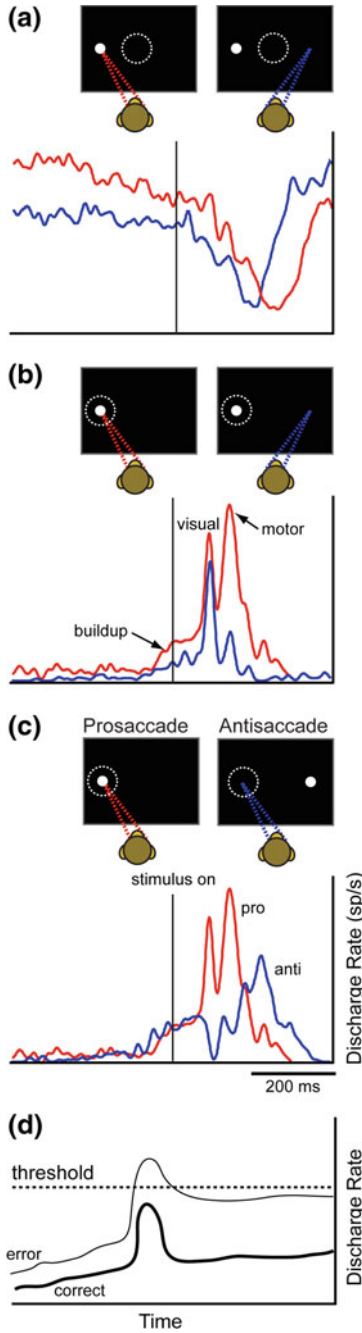 (a)
(b)
visual
motor
buildup
(c)
Prosaccade Antisaccade
stimulus on
pro
anti
Discharge Rate (sp/s)
200 ms
(d)
threshold
error
correct
Time
Discharge Rate